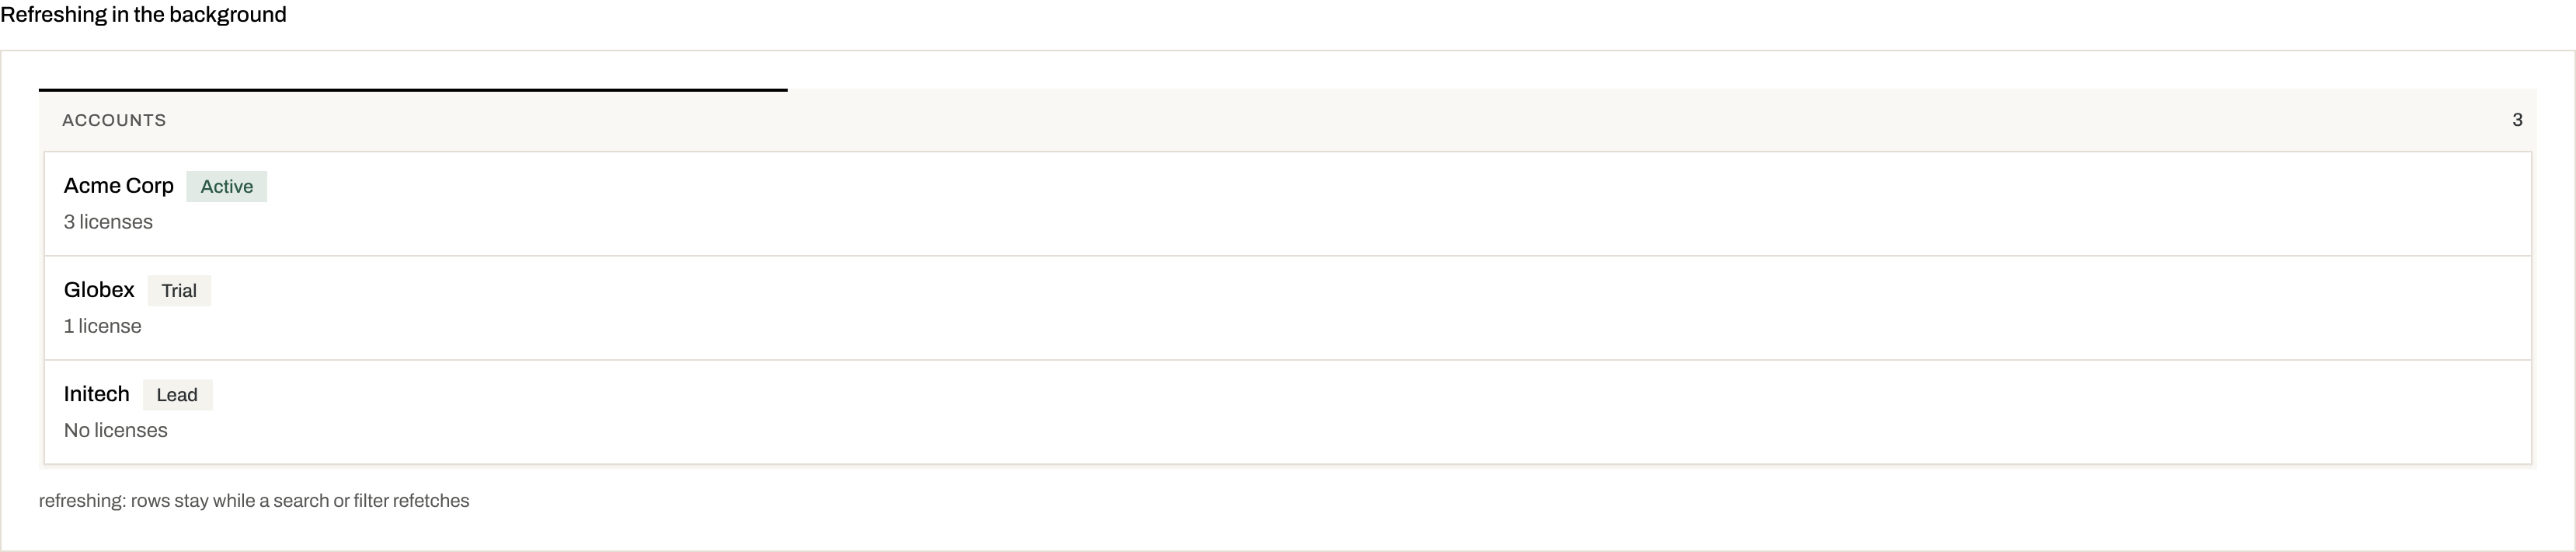 Refreshing in the background
ACCOUNTS 3
Acme Corp Active
3 licenses
Globex Trial
1 license
Initech Lead
No licenses
refreshing: rows stay while a search or filter refetches